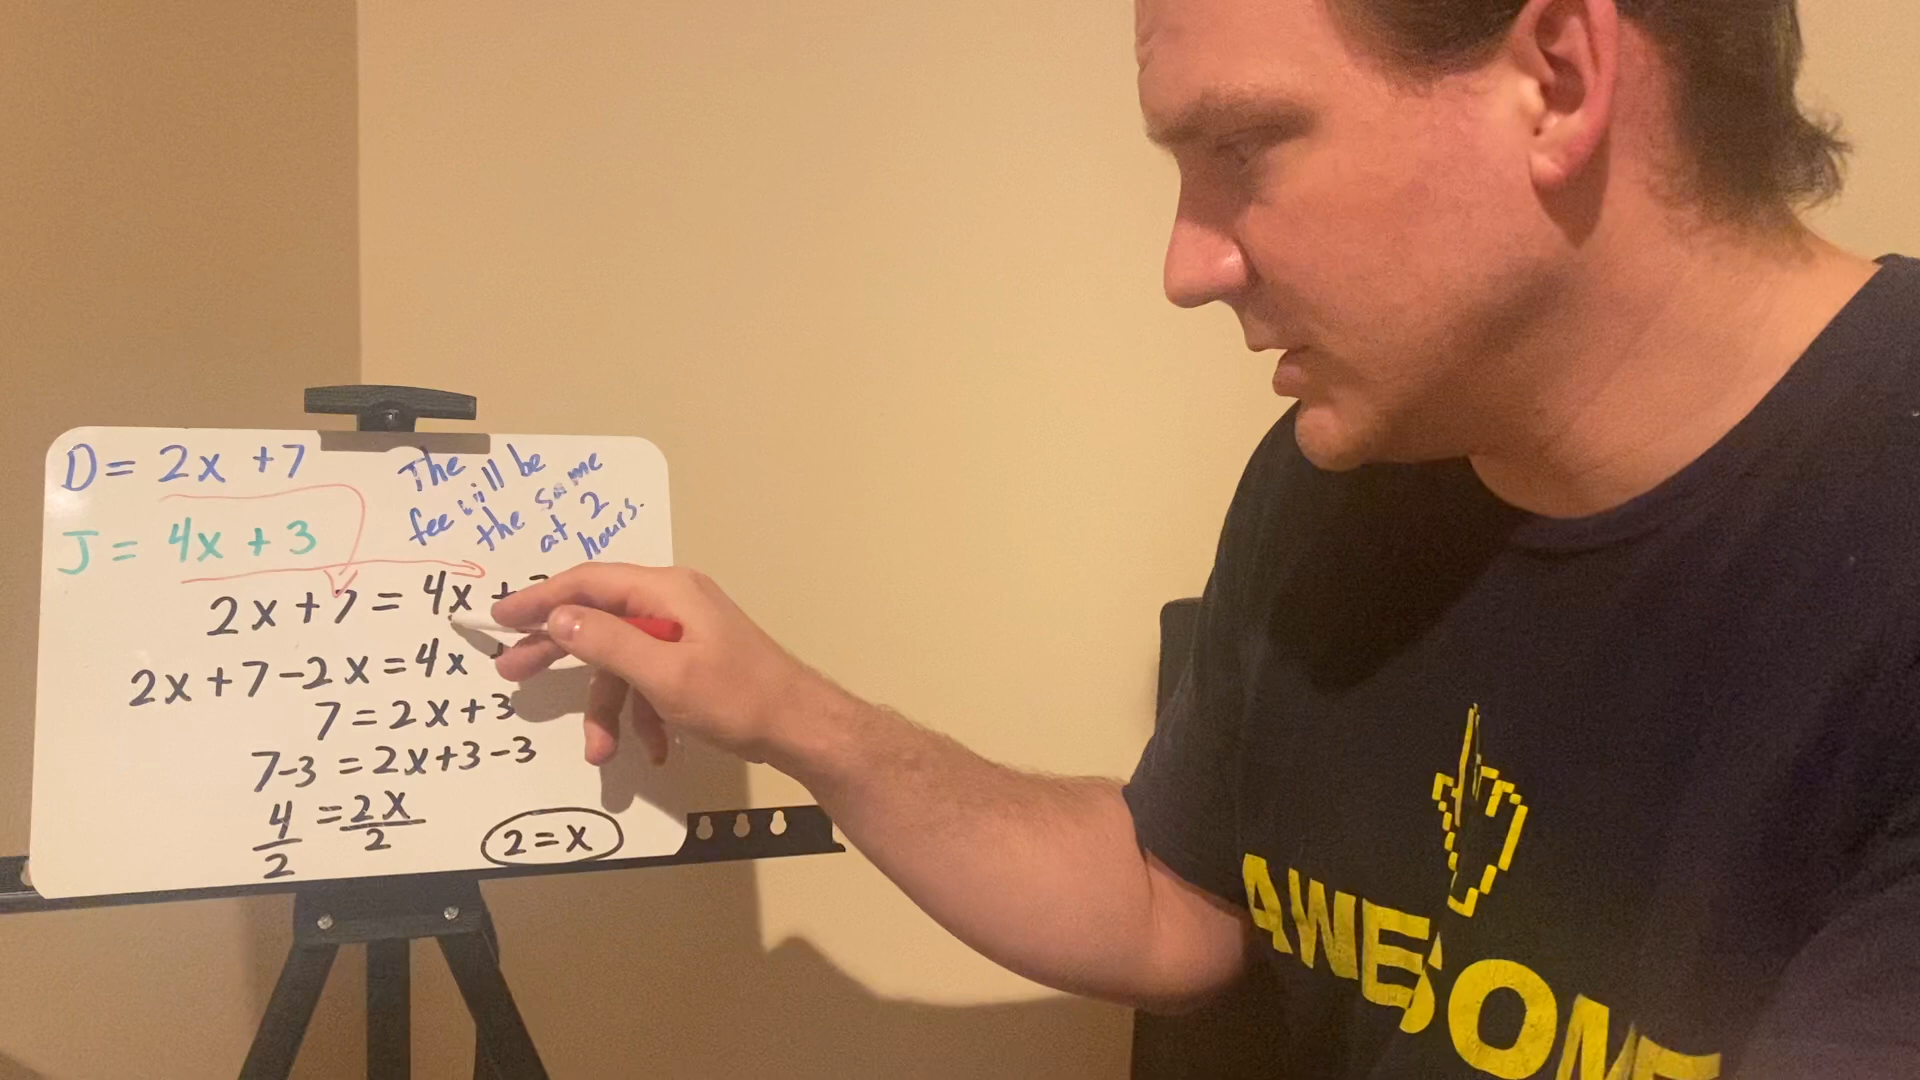 D = 2x + 7
J = 4x + 3
The
fee will be
the same
at 2
hours.
2x + 7 = 4x +
2x + 7 - 2x = 4x
7 = 2x + 3
7 - 3 = 2x + 3 - 3
4/2 = 2x/2
2 = x
AWESOME